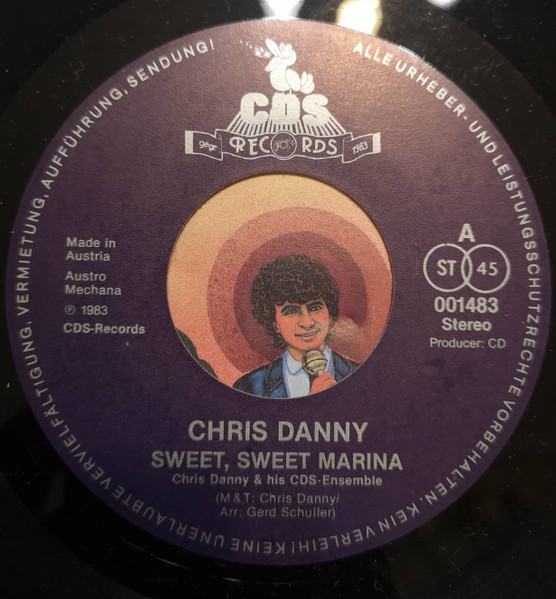 ALLE URHEBER- UND LEISTUNGSSCHUTZRECHTE VORBEHALTEN. KEIN VERLEIH! KEINE UNERLAUBTE VERVIELFÄLTIGUNG, VERMIETUNG, AUFFÜHRUNG, SENDUNG!
CDS
gegr. RECORDS 1983
Made in
Austria
Austro
Mechana
℗ 1983
CDS-Records
A
ST 45
001483
Stereo
Producer: CD
CHRIS DANNY
SWEET, SWEET MARINA
Chris Danny & his CDS-Ensemble
(M & T: Chris Danny/
Arr: Gerd Schuller)